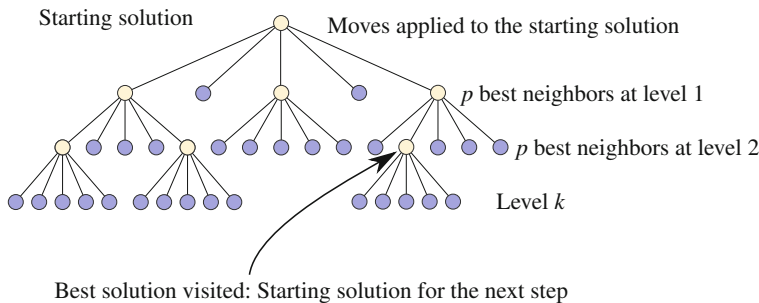 Starting solution
Moves applied to the starting solution
p best neighbors at level 1
p best neighbors at level 2
Level k
Best solution visited: Starting solution for the next step